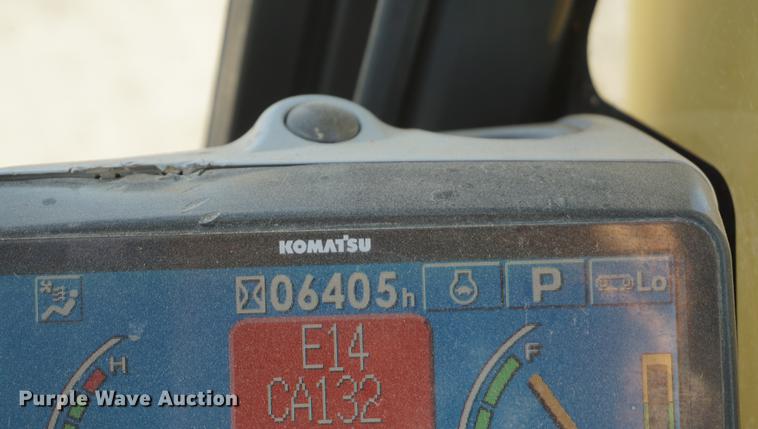 KOMATSU
06405h
P
Lo
E14
CA132
H
F
Purple Wave Auction